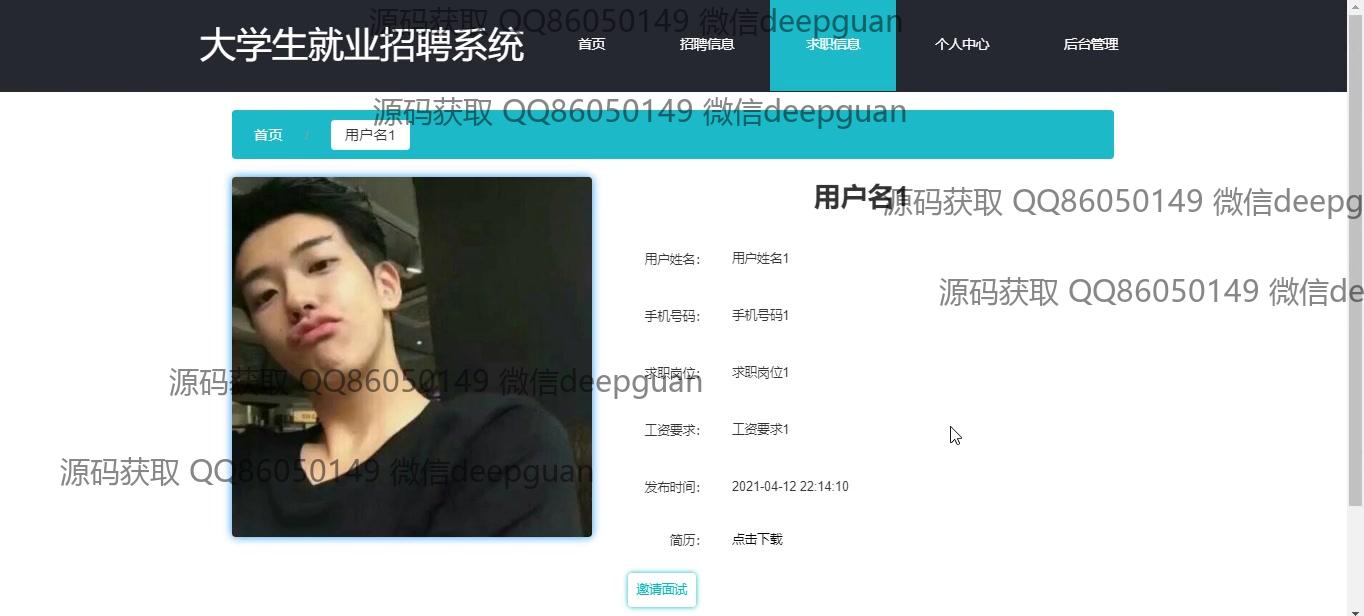 源码获取 QQ86050149 微信deepguan
大学生就业招聘系统 首页 招聘信息 求职信息 个人中心 后台管理
源码获取 QQ86050149 微信deepguan
首页 / 用户名1
用户名1
源码获取 QQ86050149 微信deepg
用户姓名： 用户姓名1
源码获取 QQ86050149 微信de
手机号码： 手机号码1
求职岗位： 求职岗位1
源码获取 QQ86050149 微信deepguan
工资要求： 工资要求1
源码获取 QQ86050149 微信deepguan
发布时间： 2021-04-12 22:14:10
简历： 点击下载
邀请面试